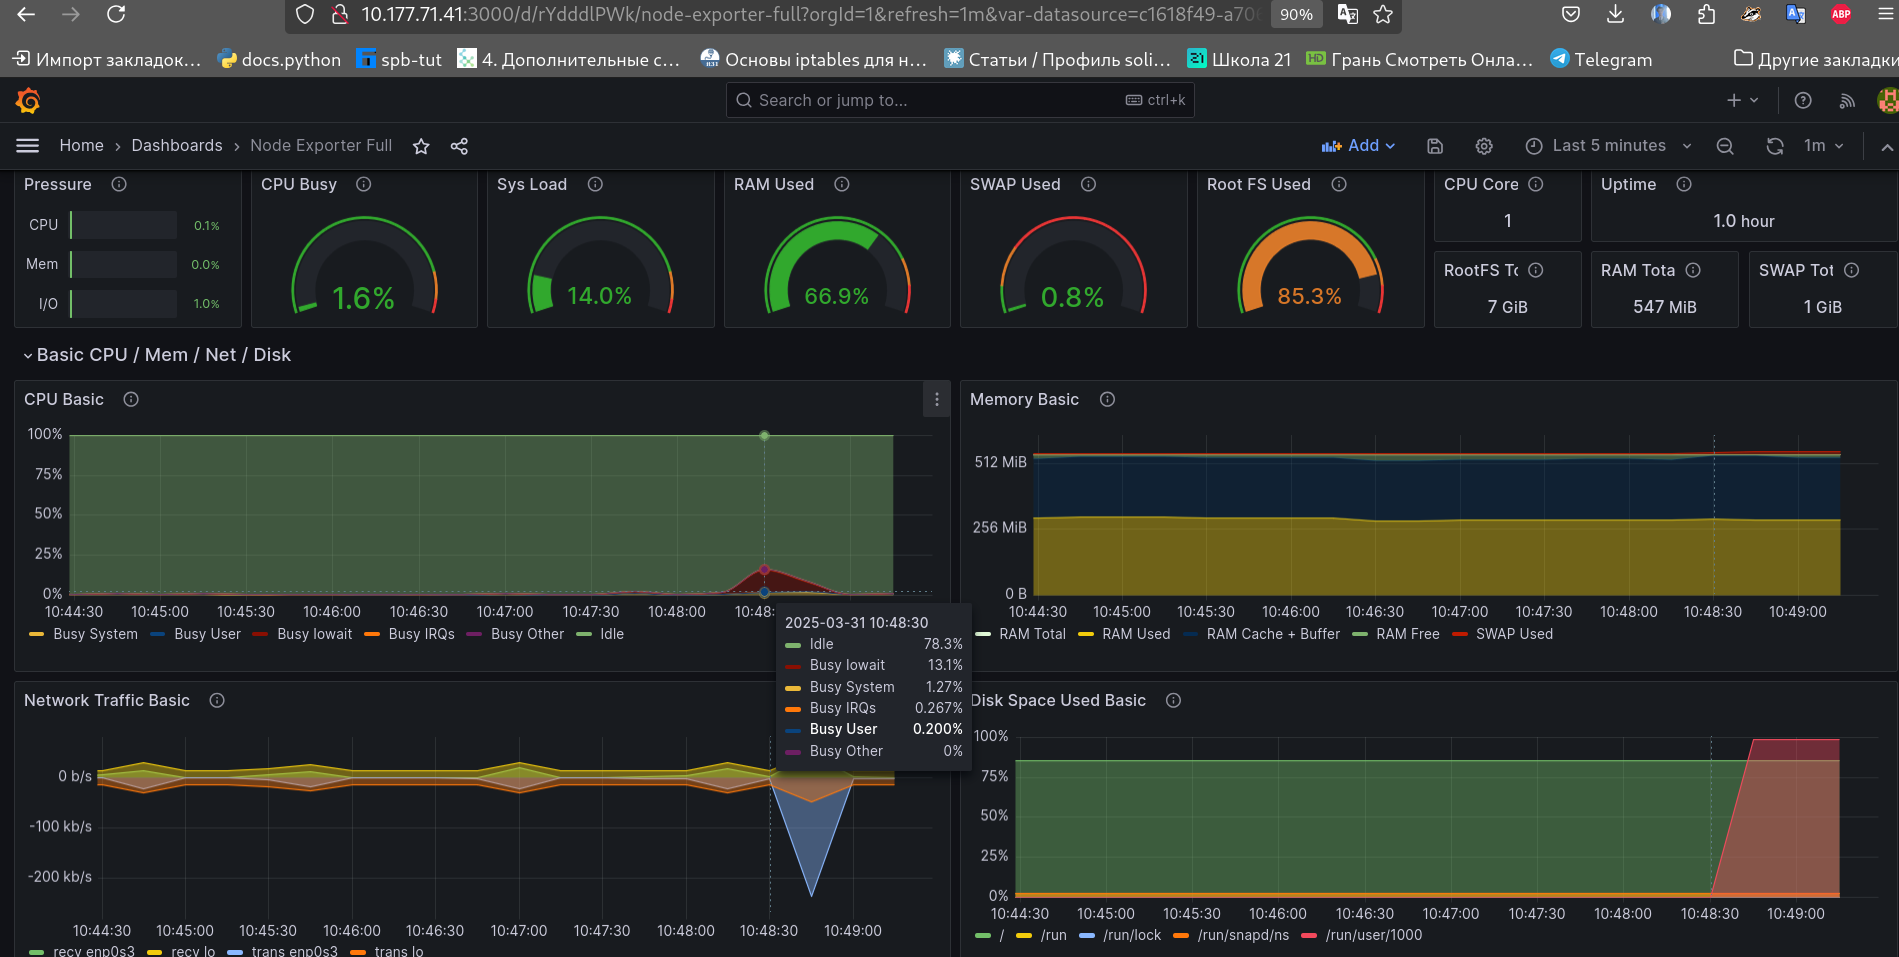 10.177.71.41:3000/d/rYdddlPWk/node-exporter-full?orgId=1&refresh=1m&var-datasource=c1618f49-a706
90%
ABP
Импорт закладок…
docs.python
spb-tut
4. Дополнительные с…
Основы iptables для н…
Статьи / Профиль soli…
21
Школа 21
HD
Грань Смотреть Онла…
Telegram
Другие закладки
Search or jump to...
ctrl+k
Home › Dashboards › Node Exporter Full
Add
Last 5 minutes
1m
Pressure
CPU 0.1%
Mem 0.0%
I/O 1.0%
CPU Busy
1.6%
Sys Load
14.0%
RAM Used
66.9%
SWAP Used
0.8%
Root FS Used
85.3%
CPU Core
1
Uptime
1.0 hour
RootFS To
7 GiB
RAM Tota
547 MiB
SWAP Tot
1 GiB
Basic CPU / Mem / Net / Disk
CPU Basic
100%
75%
50%
25%
0%
10:44:30 10:45:00 10:45:30 10:46:00 10:46:30 10:47:00 10:47:30 10:48:00 10:48:
Busy System Busy User Busy Iowait Busy IRQs Busy Other Idle
2025-03-31 10:48:30
Idle 78.3%
Busy Iowait 13.1%
Busy System 1.27%
Busy IRQs 0.267%
Busy User 0.200%
Busy Other 0%
Memory Basic
512 MiB
256 MiB
0 B
10:44:30 10:45:00 10:45:30 10:46:00 10:46:30 10:47:00 10:47:30 10:48:00 10:48:30 10:49:00
RAM Total RAM Used RAM Cache + Buffer RAM Free SWAP Used
Network Traffic Basic
0 b/s
-100 kb/s
-200 kb/s
10:44:30 10:45:00 10:45:30 10:46:00 10:46:30 10:47:00 10:47:30 10:48:00 10:48:30 10:49:00
recv enp0s3 recv lo trans enp0s3 trans lo
Disk Space Used Basic
100%
75%
50%
25%
0%
10:44:30 10:45:00 10:45:30 10:46:00 10:46:30 10:47:00 10:47:30 10:48:00 10:48:30 10:49:00
/ /run /run/lock /run/snapd/ns /run/user/1000